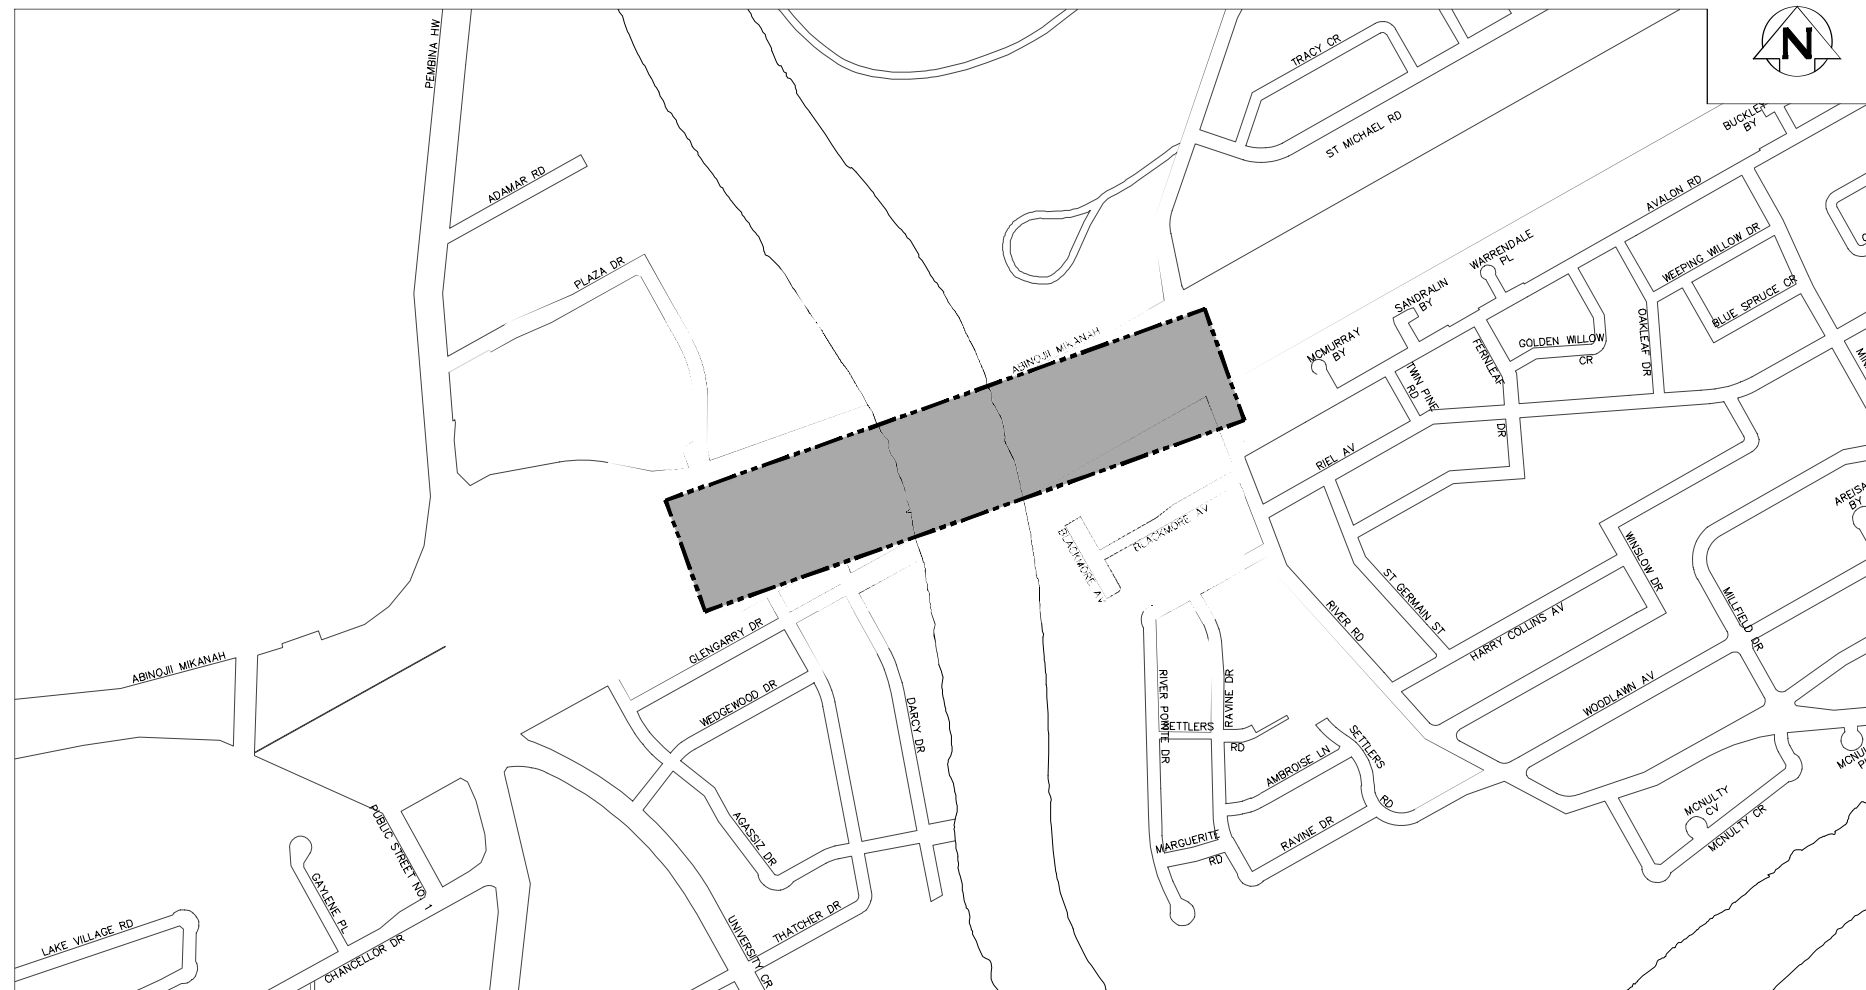 N
PEMBINA HW
TRACY CR
ST MICHAEL RD
BY
ADAMAR RD
AVALON RD
PLAZA DR
WARRENDALE
PL
WEEPING WILLOW DR
SANDRALIN
BY
BLUE SPRUCE CR
OAKLEAF DR
MCMURRAY
BY
GOLDEN WILLOW
CR
FERNLEAF
DR
TWIN PINE
RD
ABINOJII MIKANAH
RIEL AV
AREISA
BY
BLACKMORE AV
BLACKMORE AV
WINSLOW DR
ST GERMAIN ST
RIVER RD
HARRY COLLINS AV
MILLFIELD DR
GLENGARRY DR
ABINOJII MIKANAH
WEDGEWOOD DR
DARCY DR
RIVER POINTE DR
RAVINE DR
SETTLERS
RD
WOODLAWN AV
SETTLERS
RD
AMBROISE LN
MCNULTY
CV
MCNULTY CR
PUBLIC STREET NO 1
AGASSIZ DR
MARGUERITE
RD
RAVINE DR
GAYLENE PL
LAKE VILLAGE RD
CHANCELLOR DR
UNIVERSITY CR
THATCHER DR